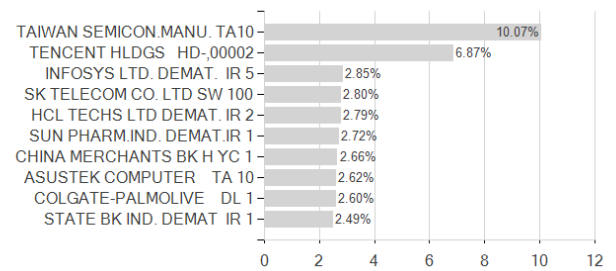 TAIWAN SEMICON.MANU. TA10 10.07%
TENCENT HLDGS HD-,00002 6.87%
INFOSYS LTD. DEMAT. IR 5 2.85%
SK TELECOM CO. LTD SW 100 2.80%
HCL TECHS LTD DEMAT. IR 2 2.79%
SUN PHARM.IND. DEMAT.IR 1 2.72%
CHINA MERCHANTS BK H YC 1 2.66%
ASUSTEK COMPUTER TA 10 2.62%
COLGATE-PALMOLIVE DL 1 2.60%
STATE BK IND. DEMAT IR 1 2.49%
0 2 4 6 8 10 12